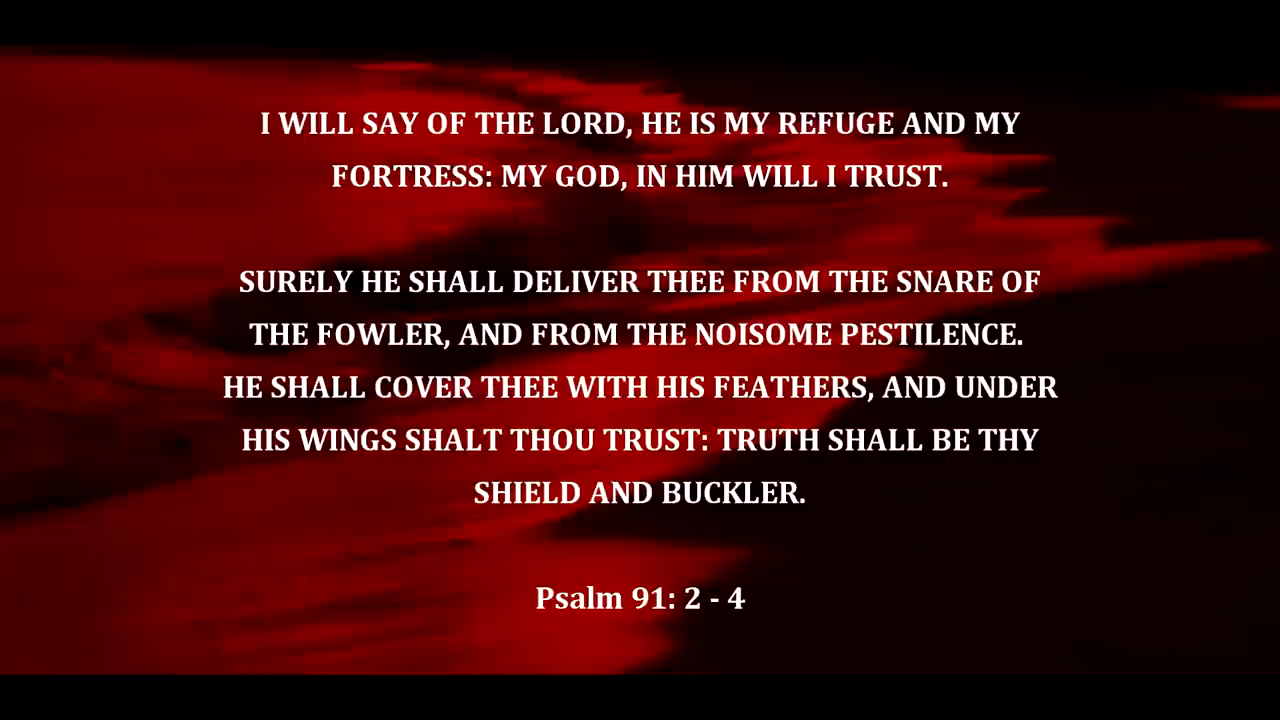 I WILL SAY OF THE LORD, HE IS MY REFUGE AND MY
FORTRESS: MY GOD, IN HIM WILL I TRUST.
SURELY HE SHALL DELIVER THEE FROM THE SNARE OF
THE FOWLER, AND FROM THE NOISOME PESTILENCE.
HE SHALL COVER THEE WITH HIS FEATHERS, AND UNDER
HIS WINGS SHALT THOU TRUST: TRUTH SHALL BE THY
SHIELD AND BUCKLER.
Psalm 91: 2 - 4